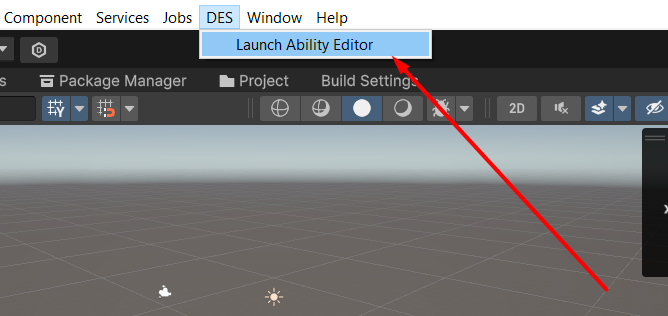 Component Services Jobs DES Window Help
Launch Ability Editor
D
s Package Manager Project Build Settings
2D